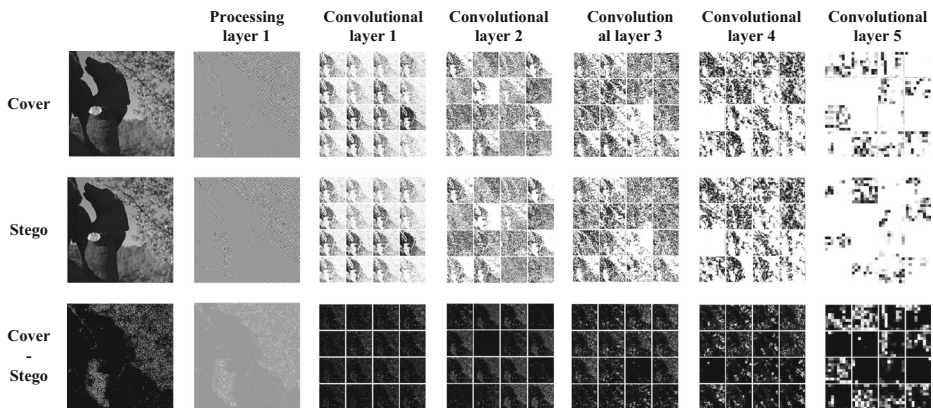 Processing
layer 1
Convolutional
layer 1
Convolutional
layer 2
Convolution
al layer 3
Convolutional
layer 4
Convolutional
layer 5
Cover
Stego
Cover
-
Stego